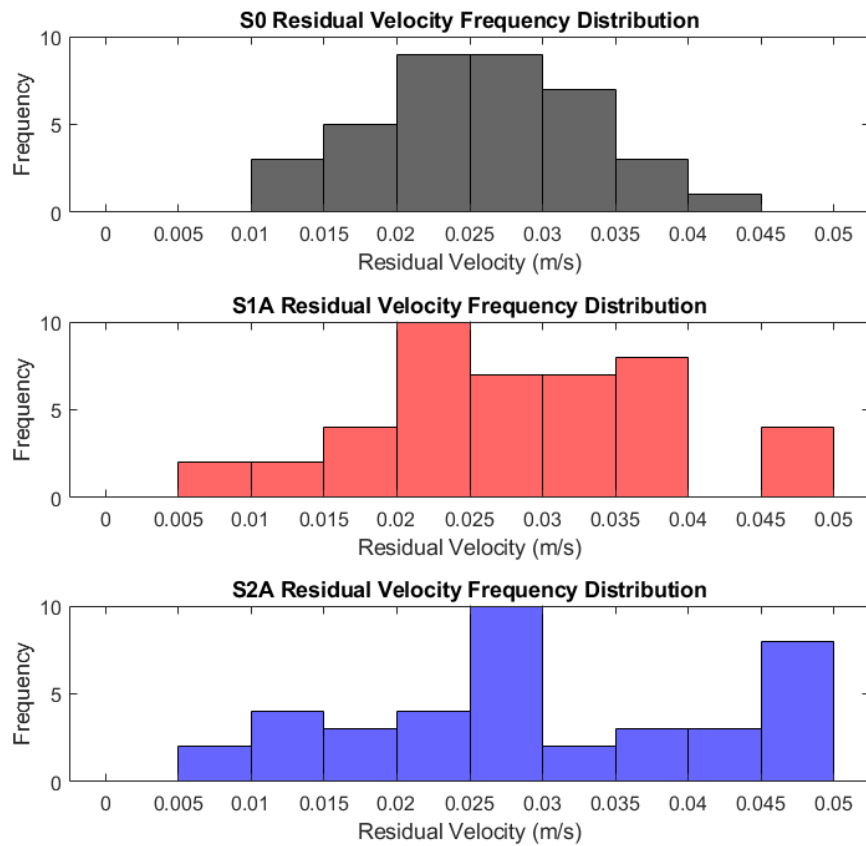 S0 Residual Velocity Frequency Distribution
10
5
0
Frequency
0 0.005 0.01 0.015 0.02 0.025 0.03 0.035 0.04 0.045 0.05
Residual Velocity (m/s)
S1A Residual Velocity Frequency Distribution
10
5
0
Frequency
0 0.005 0.01 0.015 0.02 0.025 0.03 0.035 0.04 0.045 0.05
Residual Velocity (m/s)
S2A Residual Velocity Frequency Distribution
10
5
0
Frequency
0 0.005 0.01 0.015 0.02 0.025 0.03 0.035 0.04 0.045 0.05
Residual Velocity (m/s)